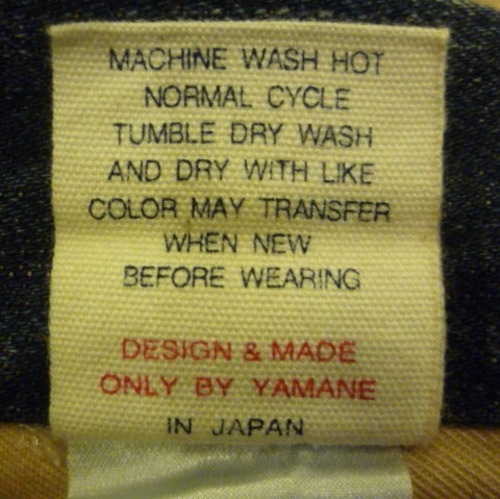 MACHINE WASH HOT
NORMAL CYCLE
TUMBLE DRY WASH
AND DRY WITH LIKE
COLOR MAY TRANSFER
WHEN NEW
BEFORE WEARING
DESIGN & MADE
ONLY BY YAMANE
IN JAPAN